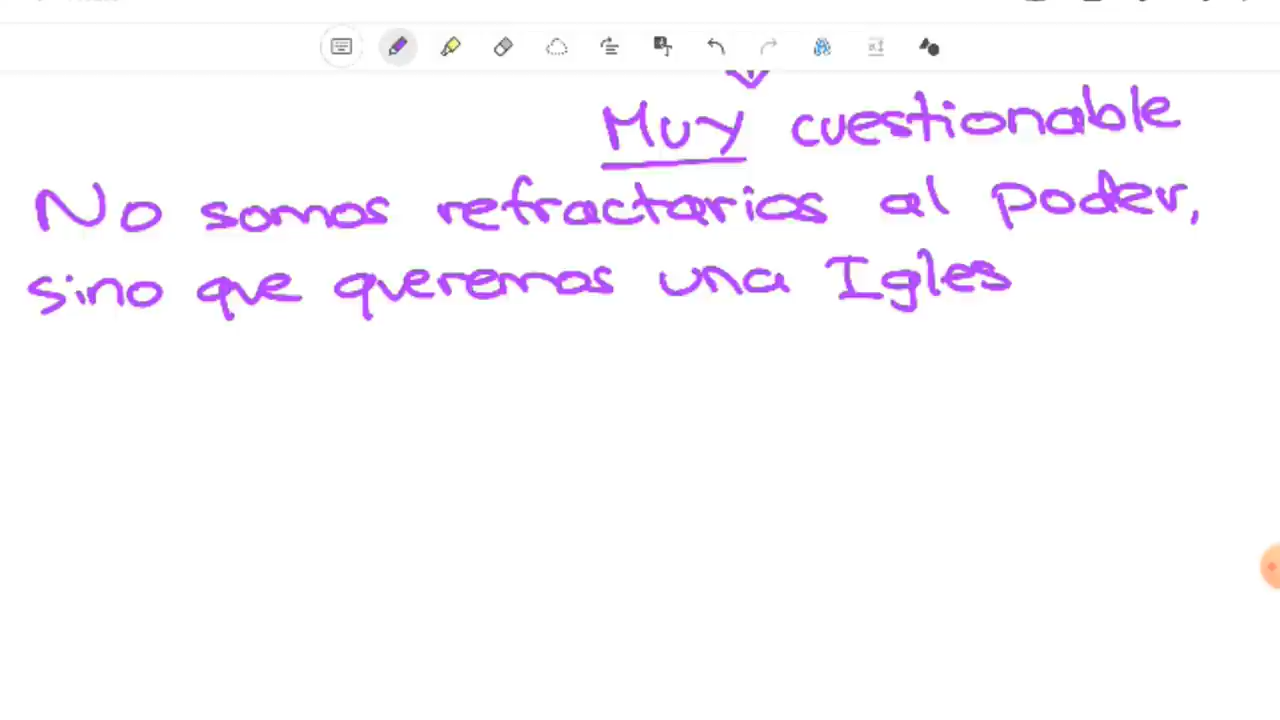 Muy cuestionable
No somos refractarios al poder,
sino que queremos una Igles